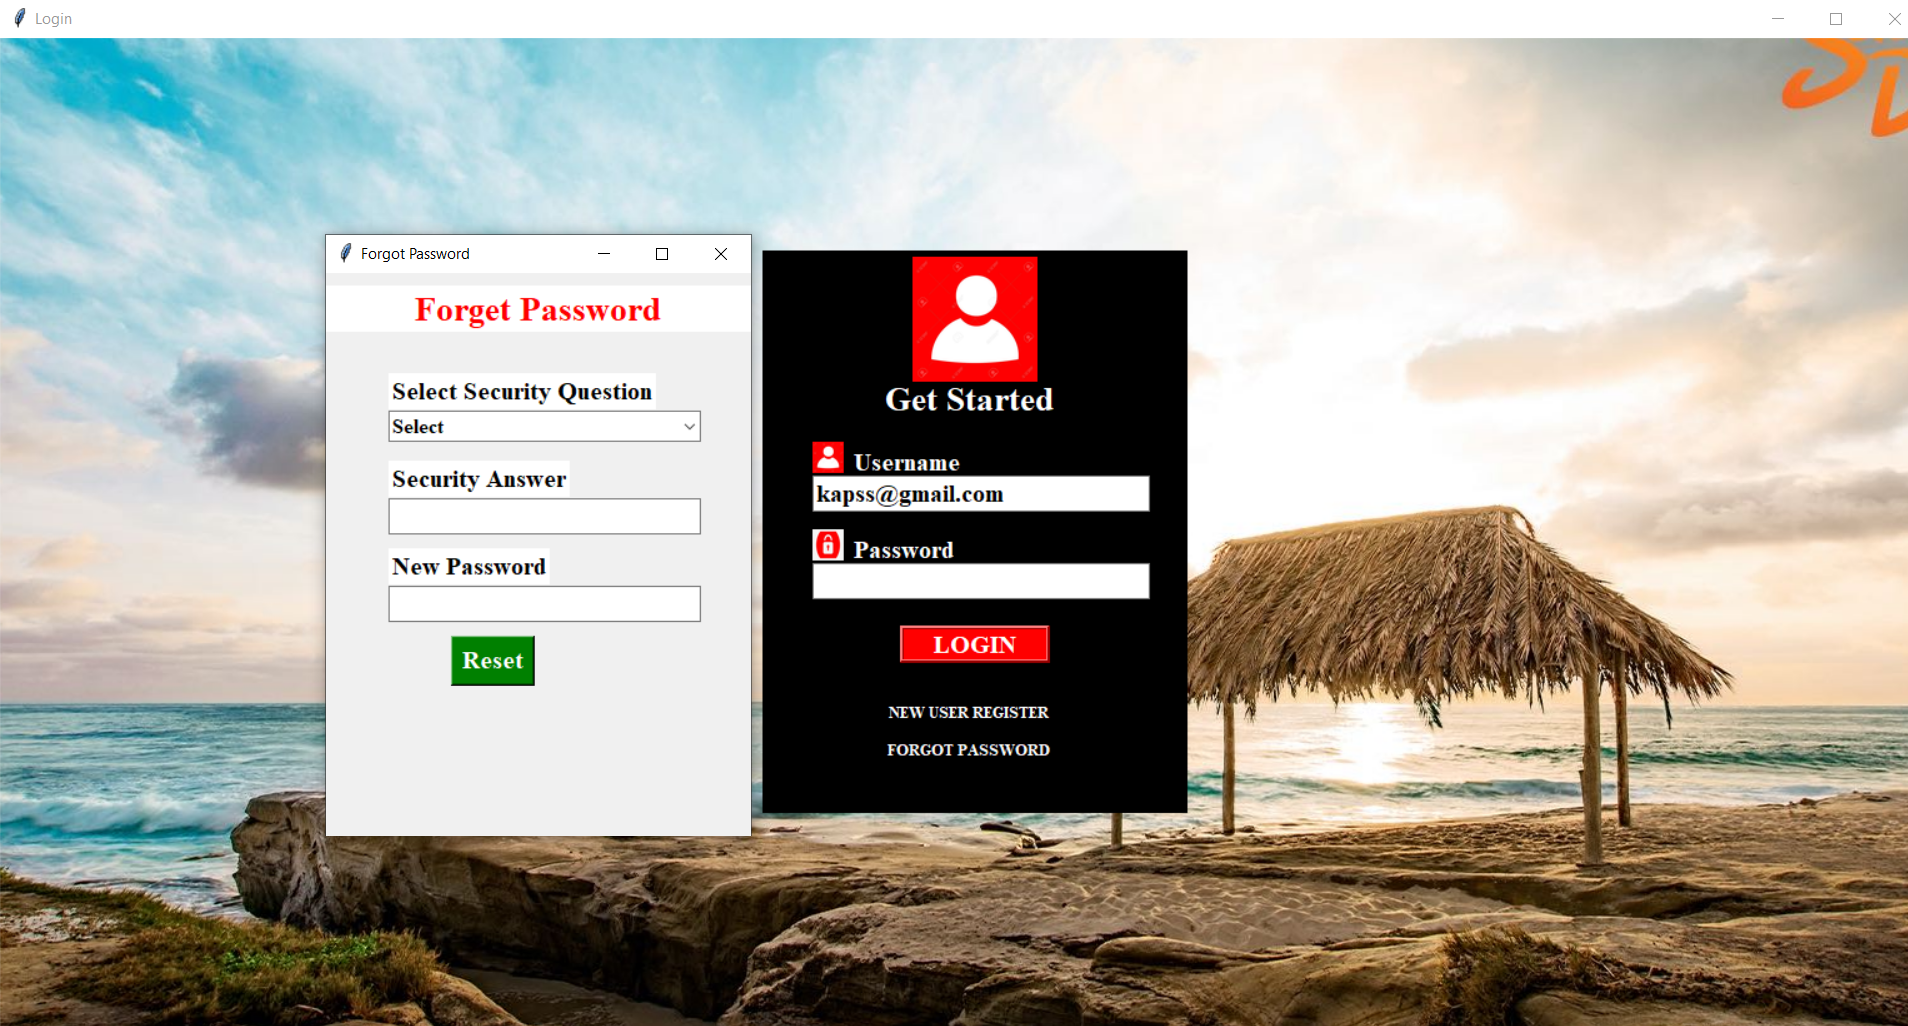 Login
Forgot Password
Forget Password
Select Security Question
Select
Security Answer
New Password
Reset
Get Started
Username
kapss@gmail.com
Password
LOGIN
NEW USER REGISTER
FORGOT PASSWORD